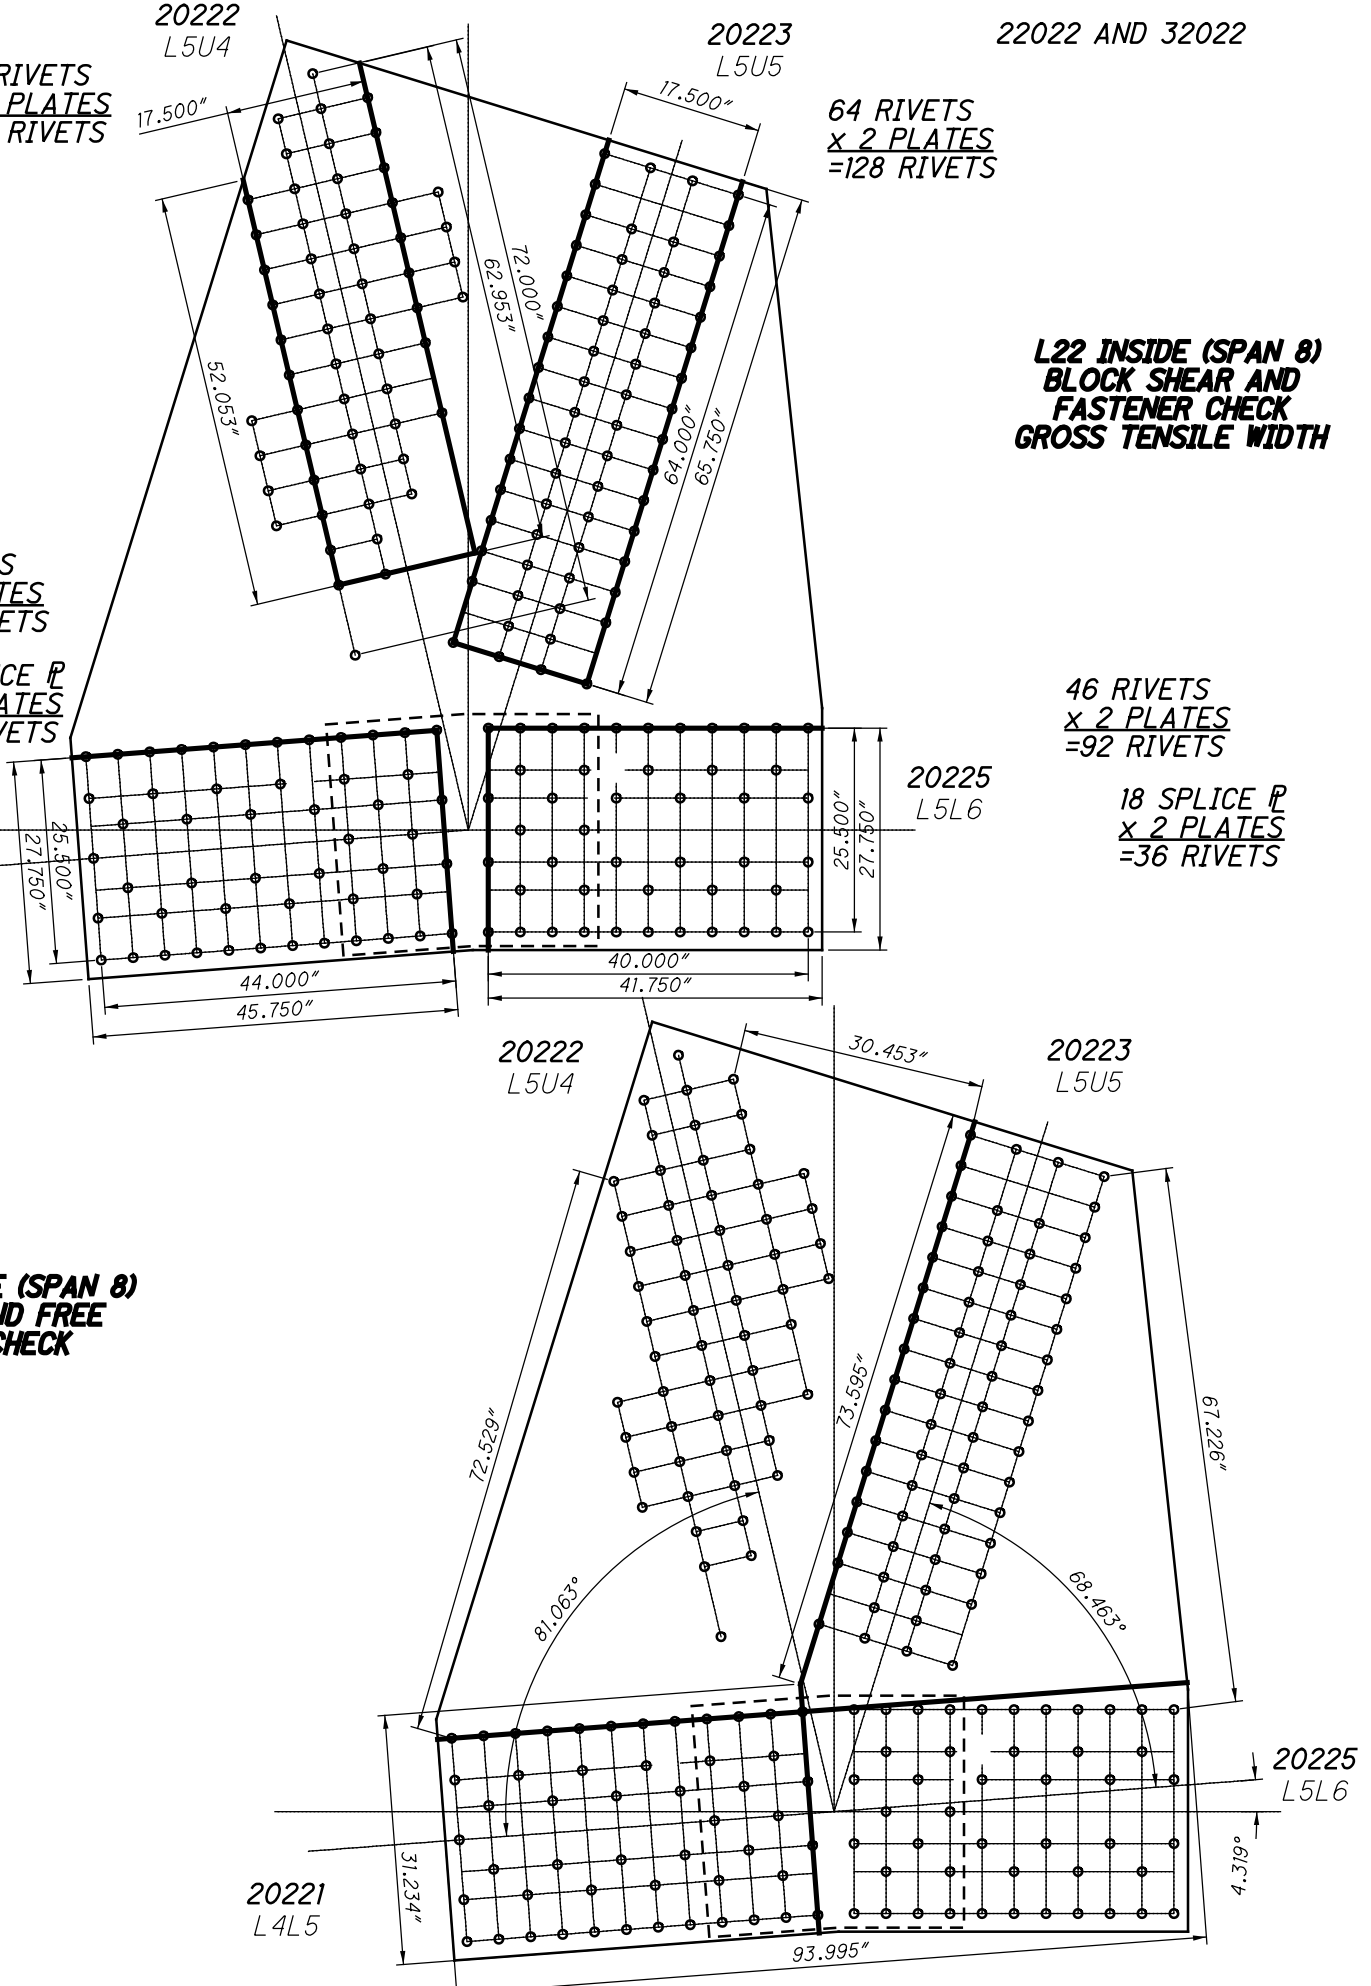 20222
L5U4
20223
L5U5
22022 AND 32022
RIVETS
PLATES
RIVETS
17.500"
17.500"
64 RIVETS
x 2 PLATES
=128 RIVETS
72.000"
62.953"
52.053"
64.000"
65.750"
L22 INSIDE (SPAN 8)
BLOCK SHEAR AND
FASTENER CHECK
GROSS TENSILE WIDTH
S
TES
ETS
CE ⅊
LATES
VETS
46 RIVETS
x 2 PLATES
=92 RIVETS
18 SPLICE ⅊
x 2 PLATES
=36 RIVETS
20225
L5L6
25.500"
27.750"
25.500"
27.750"
44.000"
45.750"
40.000"
41.750"
20222
L5U4
30.453"
20223
L5U5
E (SPAN 8)
ND FREE
CHECK
72.529"
73.595"
67.226"
81.063°
68.463°
20225
L5L6
4.319°
20221
L4L5
31.234"
93.995"